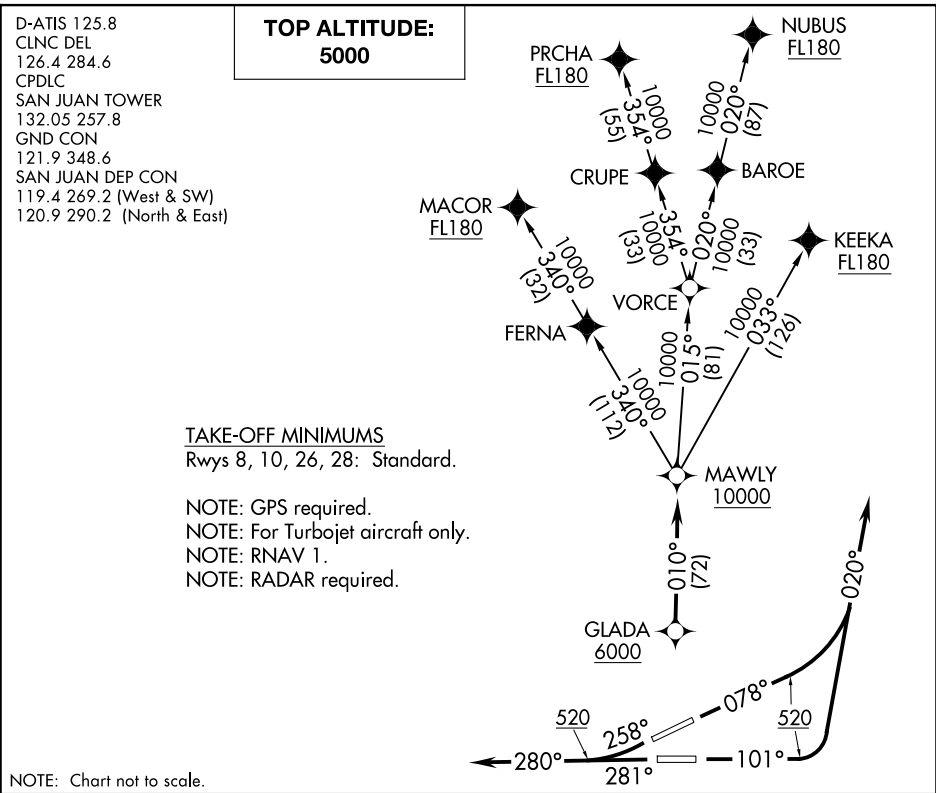 D-ATIS 125.8
CLNC DEL
126.4 284.6
CPDLC
SAN JUAN TOWER
132.05 257.8
GND CON
121.9 348.6
SAN JUAN DEP CON
119.4 269.2 (West & SW)
120.9 290.2 (North & East)
TOP ALTITUDE:
5000
NUBUS
FL180
PRCHA
FL180
10000
354°
(55)
10000
020°
(87)
CRUPE
BAROE
MACOR
FL180
10000
354°
(33)
020°
10000
(33)
KEEKA
FL180
10000
340°
(32)
VORCE
10000
033°
(126)
FERNA
10000
015°
(81)
10000
340°
(112)
MAWLY
10000
TAKE-OFF MINIMUMS
Rwys 8, 10, 26, 28: Standard.
NOTE: GPS required.
NOTE: For Turbojet aircraft only.
NOTE: RNAV 1.
NOTE: RADAR required.
010°
(72)
GLADA
6000
020°
078°
520
258°
520
280°
281°
101°
NOTE: Chart not to scale.